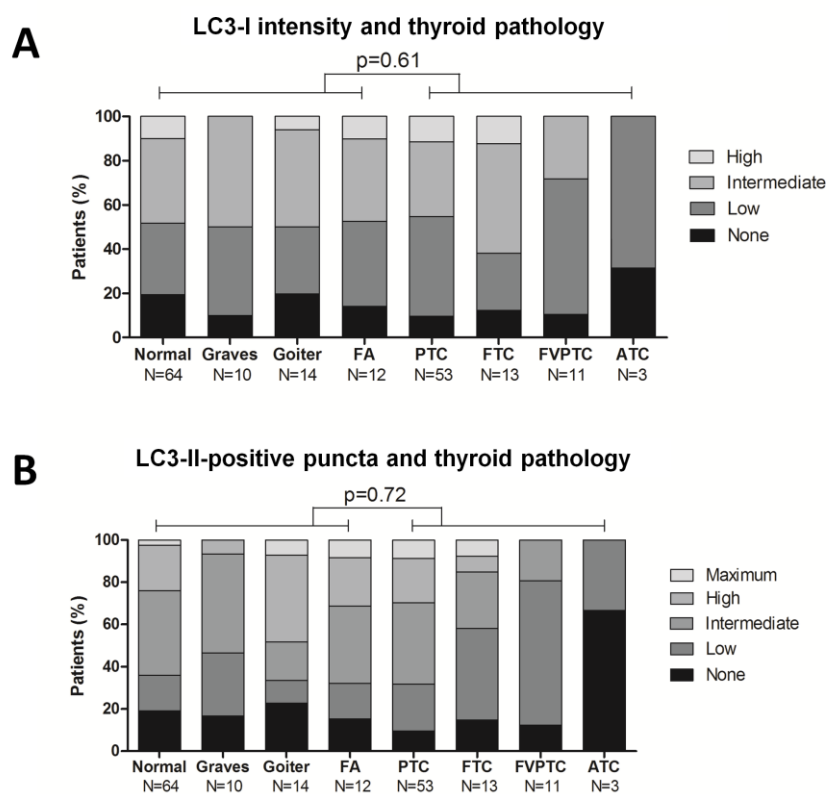 A
LC3-I intensity and thyroid pathology
p=0.61
Patients (%)
100
80
60
40
20
0
High
Intermediate
Low
None
Normal Graves Goiter FA PTC FTC FVPTC ATC
N=64 N=10 N=14 N=12 N=53 N=13 N=11 N=3
B
LC3-II-positive puncta and thyroid pathology
p=0.72
Patients (%)
100
80
60
40
20
0
Maximum
High
Intermediate
Low
None
Normal Graves Goiter FA PTC FTC FVPTC ATC
N=64 N=10 N=14 N=12 N=53 N=13 N=11 N=3